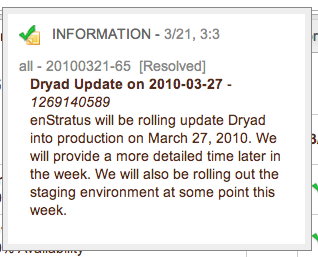 INFORMATION - 3/21, 3:3
all - 20100321-65 [Resolved]
Dryad Update on 2010-03-27 -
1269140589
enStratus will be rolling update Dryad
into production on March 27, 2010. We
will provide a more detailed time later in
the week. We will also be rolling out the
staging environment at some point this
week.
% Availability